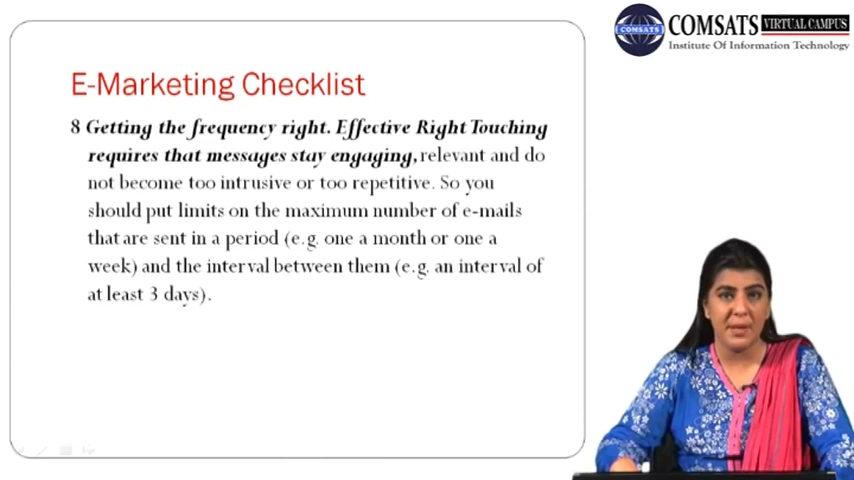 COMSATS VIRTUAL CAMPUS
COMSATS
Institute Of Information Technology
E-Marketing Checklist
8 Getting the frequency right. Effective Right Touching
requires that messages stay engaging, relevant and do
not become too intrusive or too repetitive. So you
should put limits on the maximum number of e-mails
that are sent in a period (e.g. one a month or one a
week) and the interval between them (e.g. an interval of
at least 3 days).